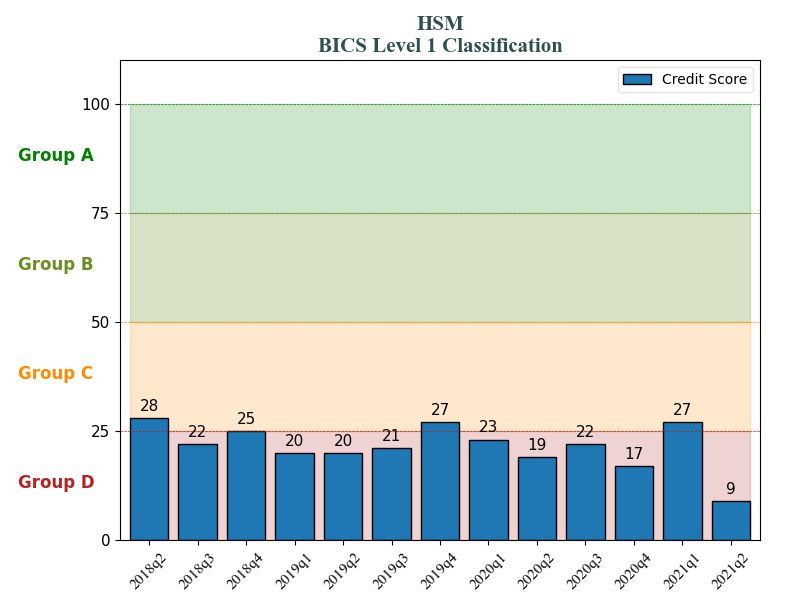 HSM
BICS Level 1 Classification
Credit Score
100
Group A
75
Group B
50
Group C
28
22
25
20
20
21
27
23
19
22
17
27
9
25
Group D
0
2018q2
2018q3
2018q4
2019q1
2019q2
2019q3
2019q4
2020q1
2020q2
2020q3
2020q4
2021q1
2021q2